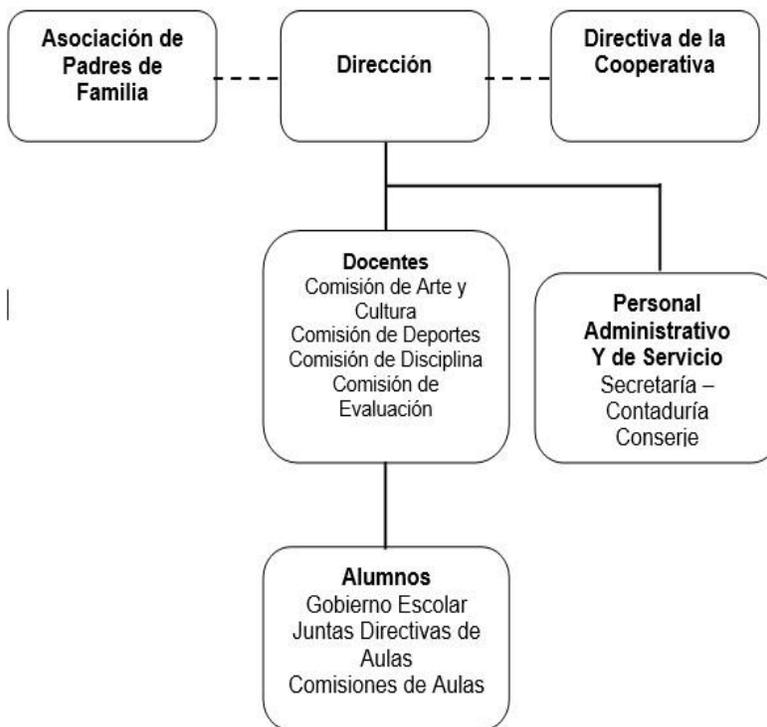 Asociación de
Padres de
Familia
Dirección
Directiva de la
Cooperativa
Docentes
Comisión de Arte y
Cultura
Comisión de Deportes
Comisión de Disciplina
Comisión de
Evaluación
Personal
Administrativo
Y de Servicio
Secretaría –
Contaduría
Conserje
Alumnos
Gobierno Escolar
Juntas Directivas de
Aulas
Comisiones de Aulas